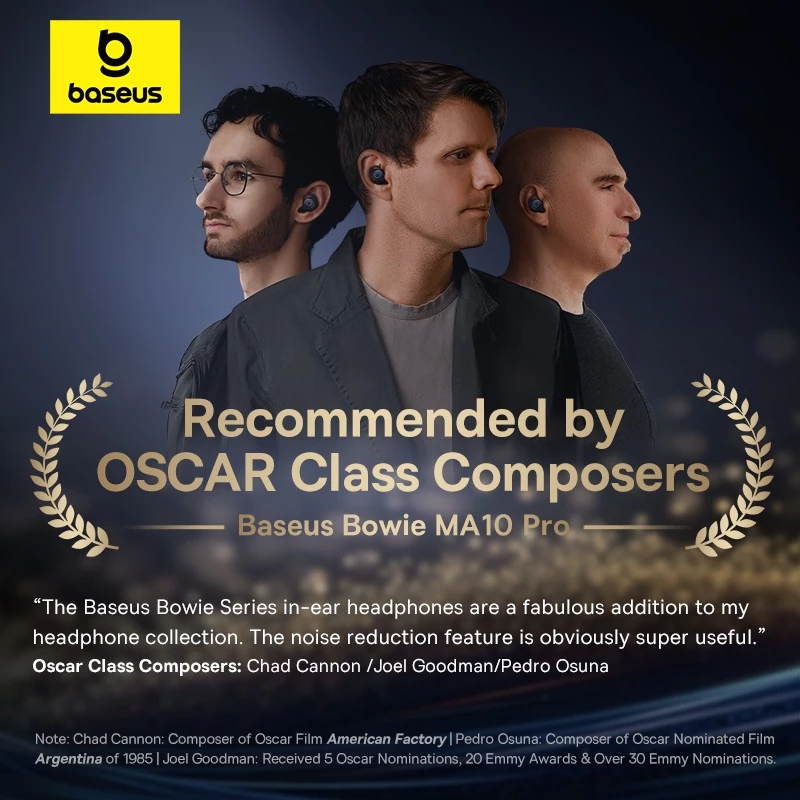 baseus
Recommended by
OSCAR Class Composers
Baseus Bowie MA10 Pro
“The Baseus Bowie Series in-ear headphones are a fabulous addition to my
headphone collection. The noise reduction feature is obviously super useful.”
Oscar Class Composers: Chad Cannon /Joel Goodman/Pedro Osuna
Note: Chad Cannon: Composer of Oscar Film American Factory | Pedro Osuna: Composer of Oscar Nominated Film
Argentina of 1985 | Joel Goodman: Received 5 Oscar Nominations, 20 Emmy Awards & Over 30 Emmy Nominations.